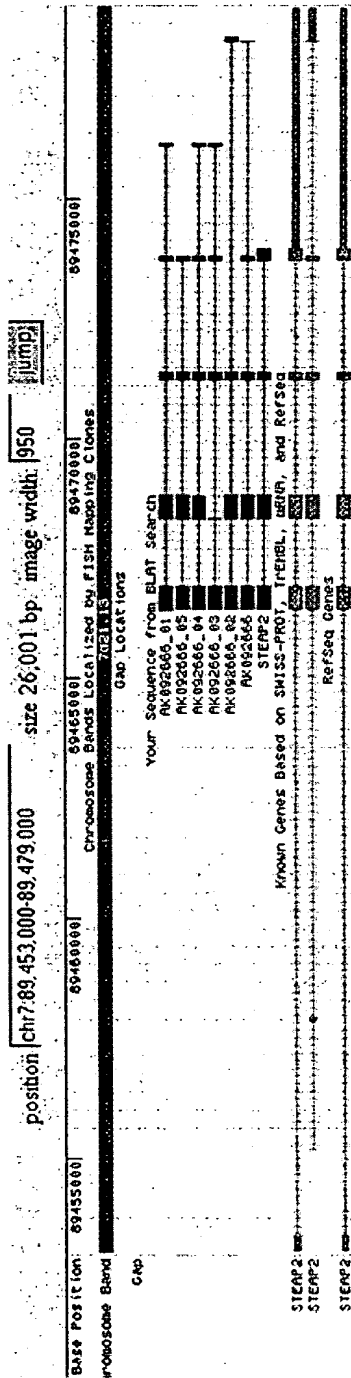 position chr7:89,453,000-89,479,000 size 26,001 bp. image width: 950 jump
Base Position 89455000| 89460000| 89465000| 89470000| 89475000|
Chromosome Bands Localized by FISH Mapping Clones
hromosome Band 7q21.13
Gap Locations
Gap
Your Sequence from BLAT Search
AK092666_01
AK092666_05
AK092666_04
AK092666_03
AK092666_02
AK092666
STEAP2
Known Genes Based on SWISS-PROT, TrEMBL, mRNA, and RefSeq
STEAP2
STEAP2
RefSeq Genes
STEAP2